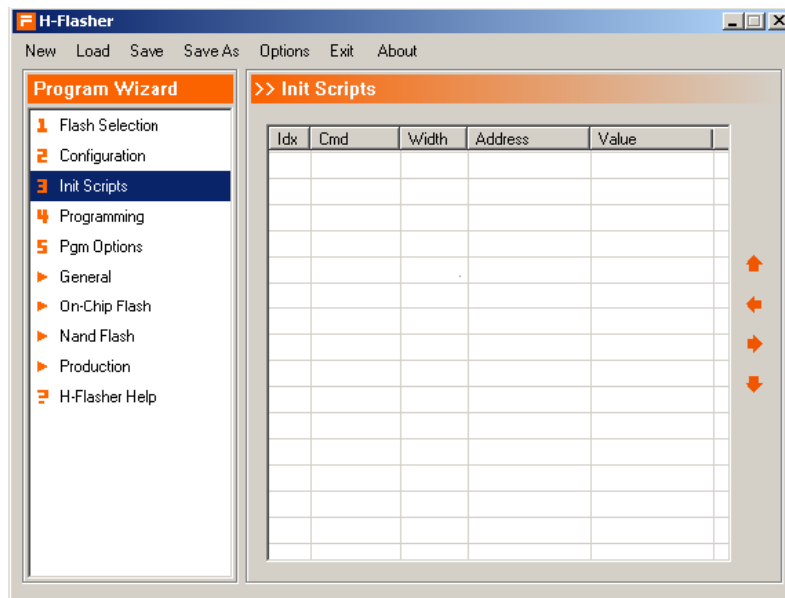 H-Flasher
New Load Save Save As Options Exit About
Program Wizard
1 Flash Selection
2 Configuration
3 Init Scripts
4 Programming
5 Pgm Options
General
On-Chip Flash
Nand Flash
Production
? H-Flasher Help
>> Init Scripts
Idx Cmd Width Address Value